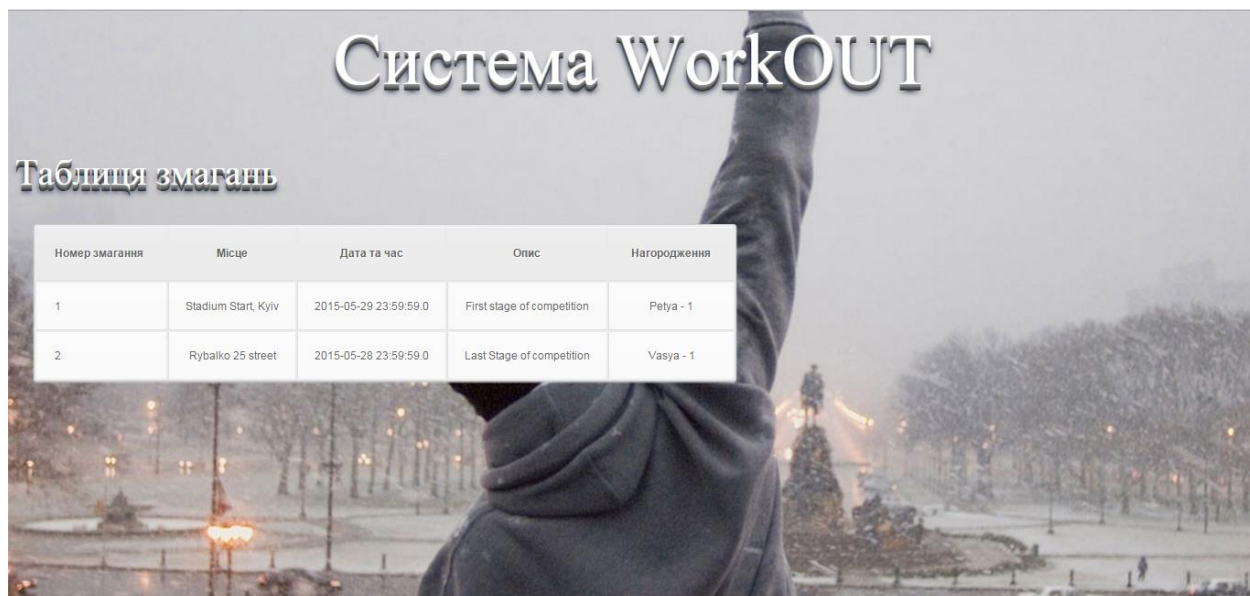 Система WorkOUT
Таблиця змагань
Номер змагання Місце Дата та час Опис Нагородження
1 Stadium Start, Kyiv 2015-05-29 23:59:59.0 First stage of competition Petya - 1
2 Rybalko 25 street 2015-05-28 23:59:59.0 Last Stage of competition Vasya - 1